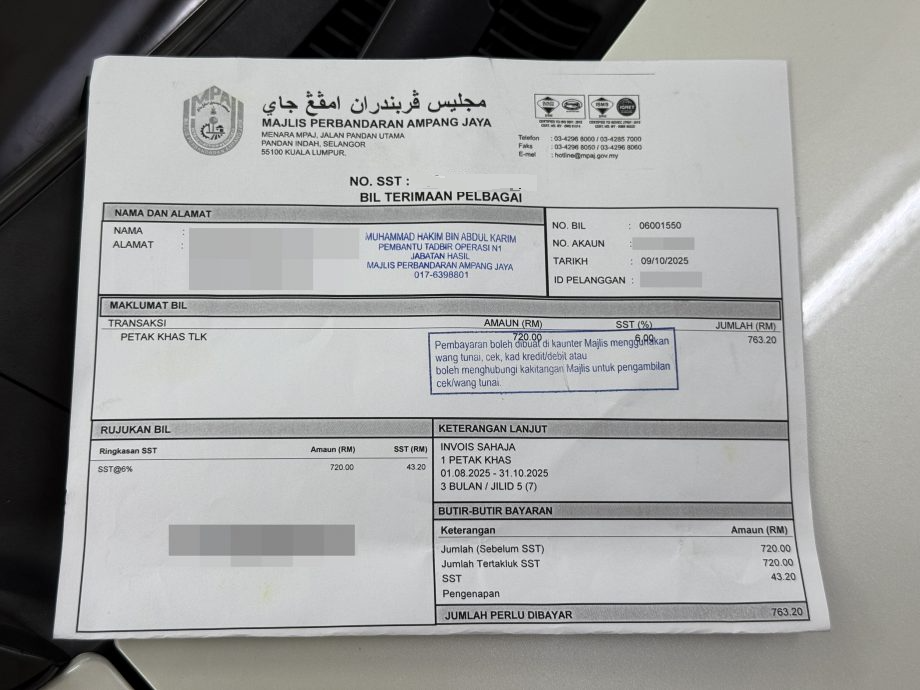 مجليس ڤربندران امڤڠ جاي
MPAJ
MAJLIS PERBANDARAN AMPANG JAYA
MENARA MPAJ, JALAN PANDAN UTAMA
PANDAN INDAH, SELANGOR
55100 KUALA LUMPUR.
Telefon : 03-4296 8000 / 03-4285 7000
Faks : 03-4296 8050 / 03-4296 8060
E-mel : hotline@mpaj.gov.my
NO. SST :
BIL TERIMAAN PELBAGAI
NAMA DAN ALAMAT
NAMA :
ALAMAT :
MUHAMMAD HAKIM BIN ABDUL KARIM
PEMBANTU TADBIR OPERASI N1
JABATAN HASIL
MAJLIS PERBANDARAN AMPANG JAYA
017-6398801
NO. BIL : 06001550
NO. AKAUN :
TARIKH : 09/10/2025
ID PELANGGAN :
MAKLUMAT BIL
TRANSAKSI AMAUN (RM) SST (%) JUMLAH (RM)
PETAK KHAS TLK 720.00 6.00 763.20
Pembayaran boleh dibuat di kaunter Majlis menggunakan
wang tunai, cek, kad kredit/debit atau
boleh menghubungi kakitangan Majlis untuk pengambilan
cek/wang tunai.
RUJUKAN BIL
Ringkasan SST Amaun (RM) SST (RM)
SST@6% 720.00 43.20
KETERANGAN LANJUT
INVOIS SAHAJA
1 PETAK KHAS
01.08.2025 - 31.10.2025
3 BULAN / JILID 5 (7)
BUTIR-BUTIR BAYARAN
Keterangan Amaun (RM)
Jumlah (Sebelum SST) 720.00
Jumlah Tertakluk SST 720.00
SST 43.20
Pengenapan
JUMLAH PERLU DIBAYAR 763.20